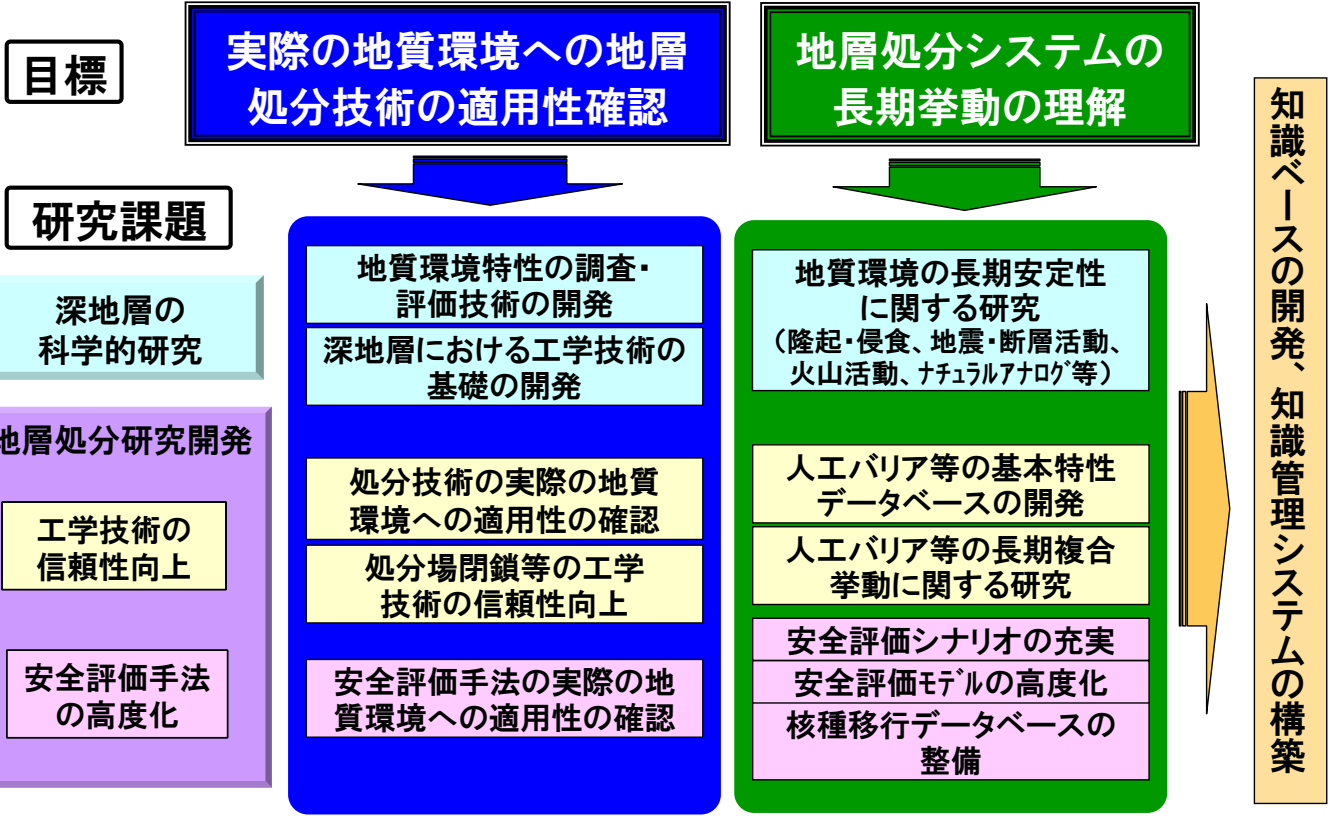 目標
実際の地質環境への地層
処分技術の適用性確認
地層処分システムの
長期挙動の理解
研究課題
深地層の
科学的研究
地質環境特性の調査・
評価技術の開発
深地層における工学技術の
基礎の開発
地質環境の長期安定性
に関する研究
（隆起・侵食、地震・断層活動、
火山活動、ﾅﾁｭﾗﾙｱﾅﾛｸﾞ等）
地層処分研究開発
工学技術の
信頼性向上
処分技術の実際の地質
環境への適用性の確認
処分場閉鎖等の工学
技術の信頼性向上
人工バリア等の基本特性
データベースの開発
人工バリア等の長期複合
挙動に関する研究
安全評価手法
の高度化
安全評価手法の実際の地
質環境への適用性の確認
安全評価シナリオの充実
安全評価ﾓﾃﾞﾙの高度化
核種移行データベースの
整備
知識ベースの開発、知識管理システムの構築